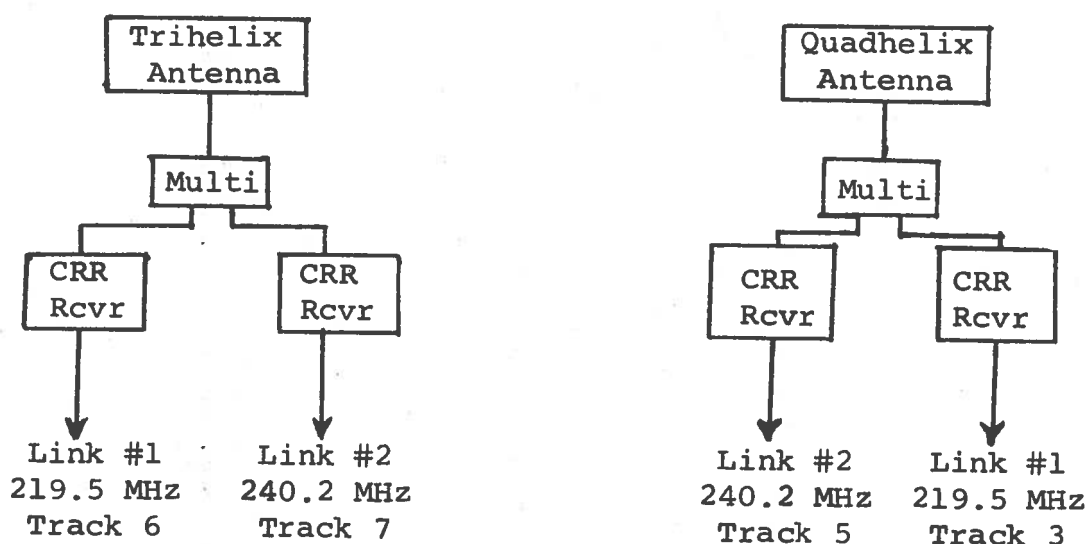 Trihelix
Antenna
Multi
CRR
Rcvr
CRR
Rcvr
Link #1
219.5 MHz
Track 6
Link #2
240.2 MHz
Track 7
Quadhelix
Antenna
Multi
CRR
Rcvr
CRR
Rcvr
Link #2
240.2 MHz
Track 5
Link #1
219.5 MHz
Track 3